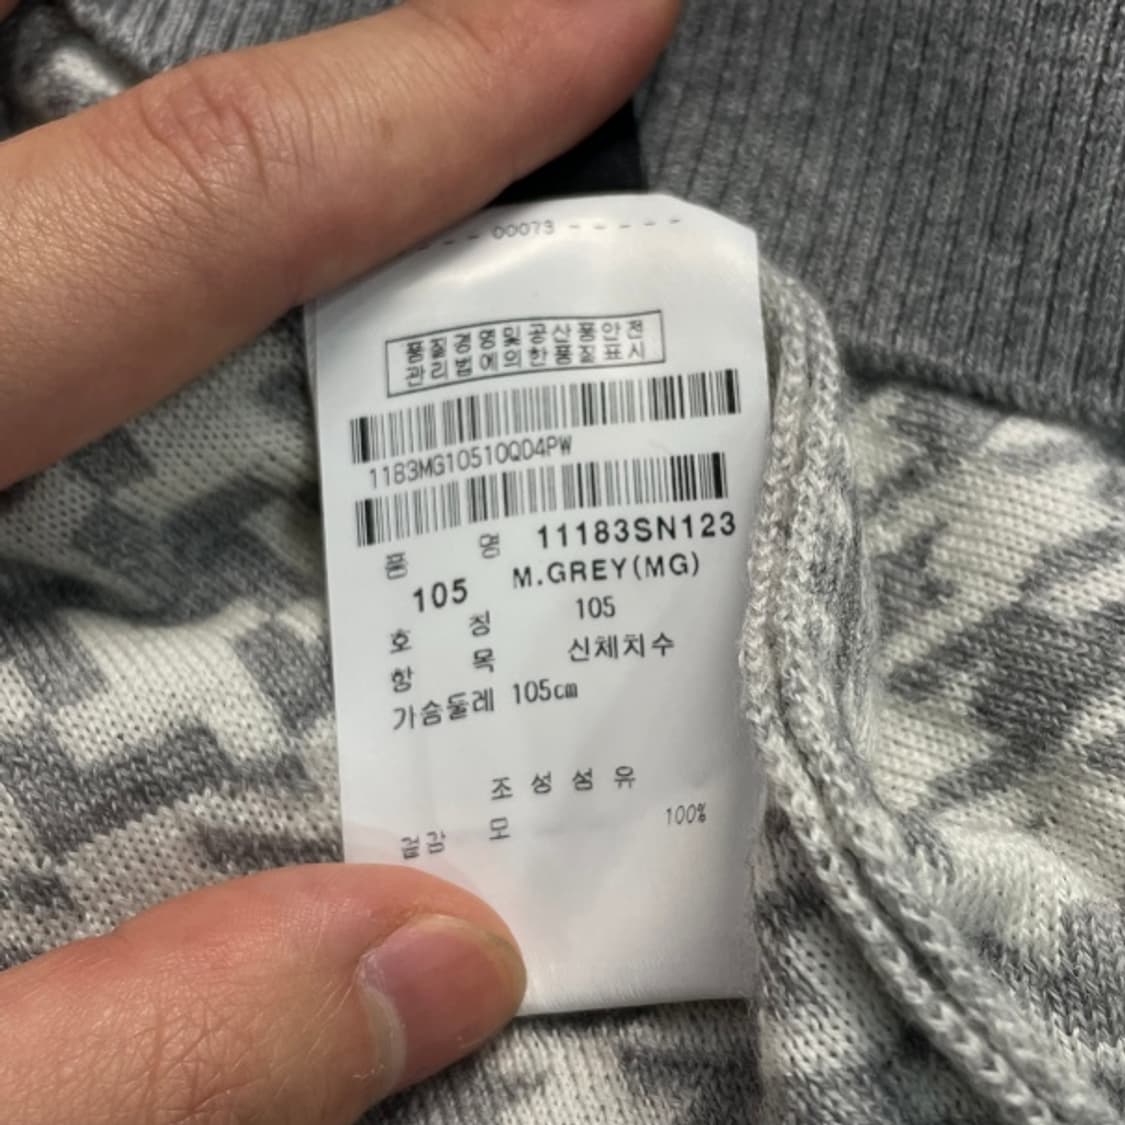 00073
품질경영및공산품안전
관리법에의한품질표시
1183MG10510QD4PW
품 명 11183SN123
105 M.GREY(MG)
호 칭 105
항 목 신체치수
가슴둘레 105cm
조성섬유
겉감 모 100%